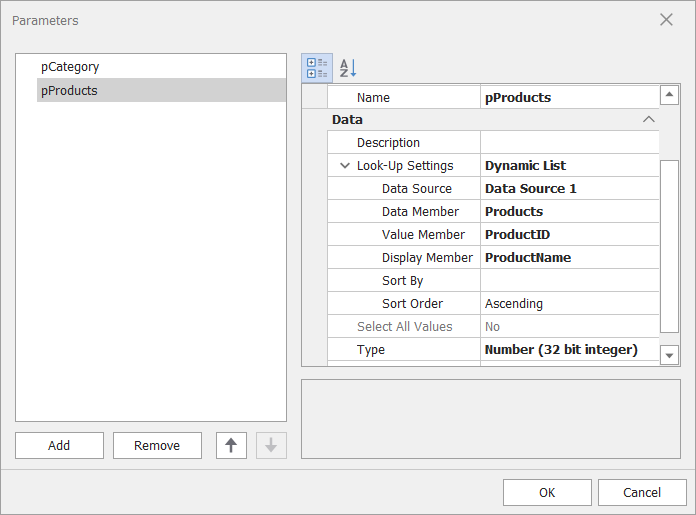 Parameters
pCategory
pProducts
Name pProducts
Data
Description
Look-Up Settings Dynamic List
Data Source Data Source 1
Data Member Products
Value Member ProductID
Display Member ProductName
Sort By
Sort Order Ascending
Select All Values No
Type Number (32 bit integer)
Add Remove
OK Cancel